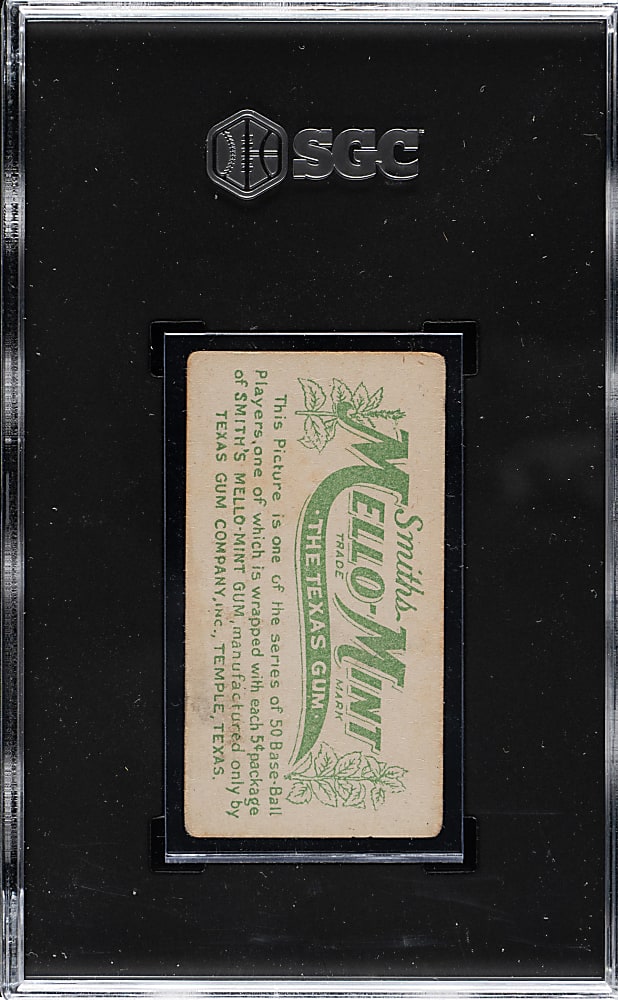 SGC
Smith's
MELLO-MINT
TRADE MARK
·THE TEXAS GUM·
This Picture is one of the series of 50 Base-Ball
Players, one of which is wrapped with each 5¢ package
of SMITH'S MELLO-MINT GUM, manufactured only by
TEXAS GUM COMPANY, INC., TEMPLE, TEXAS.